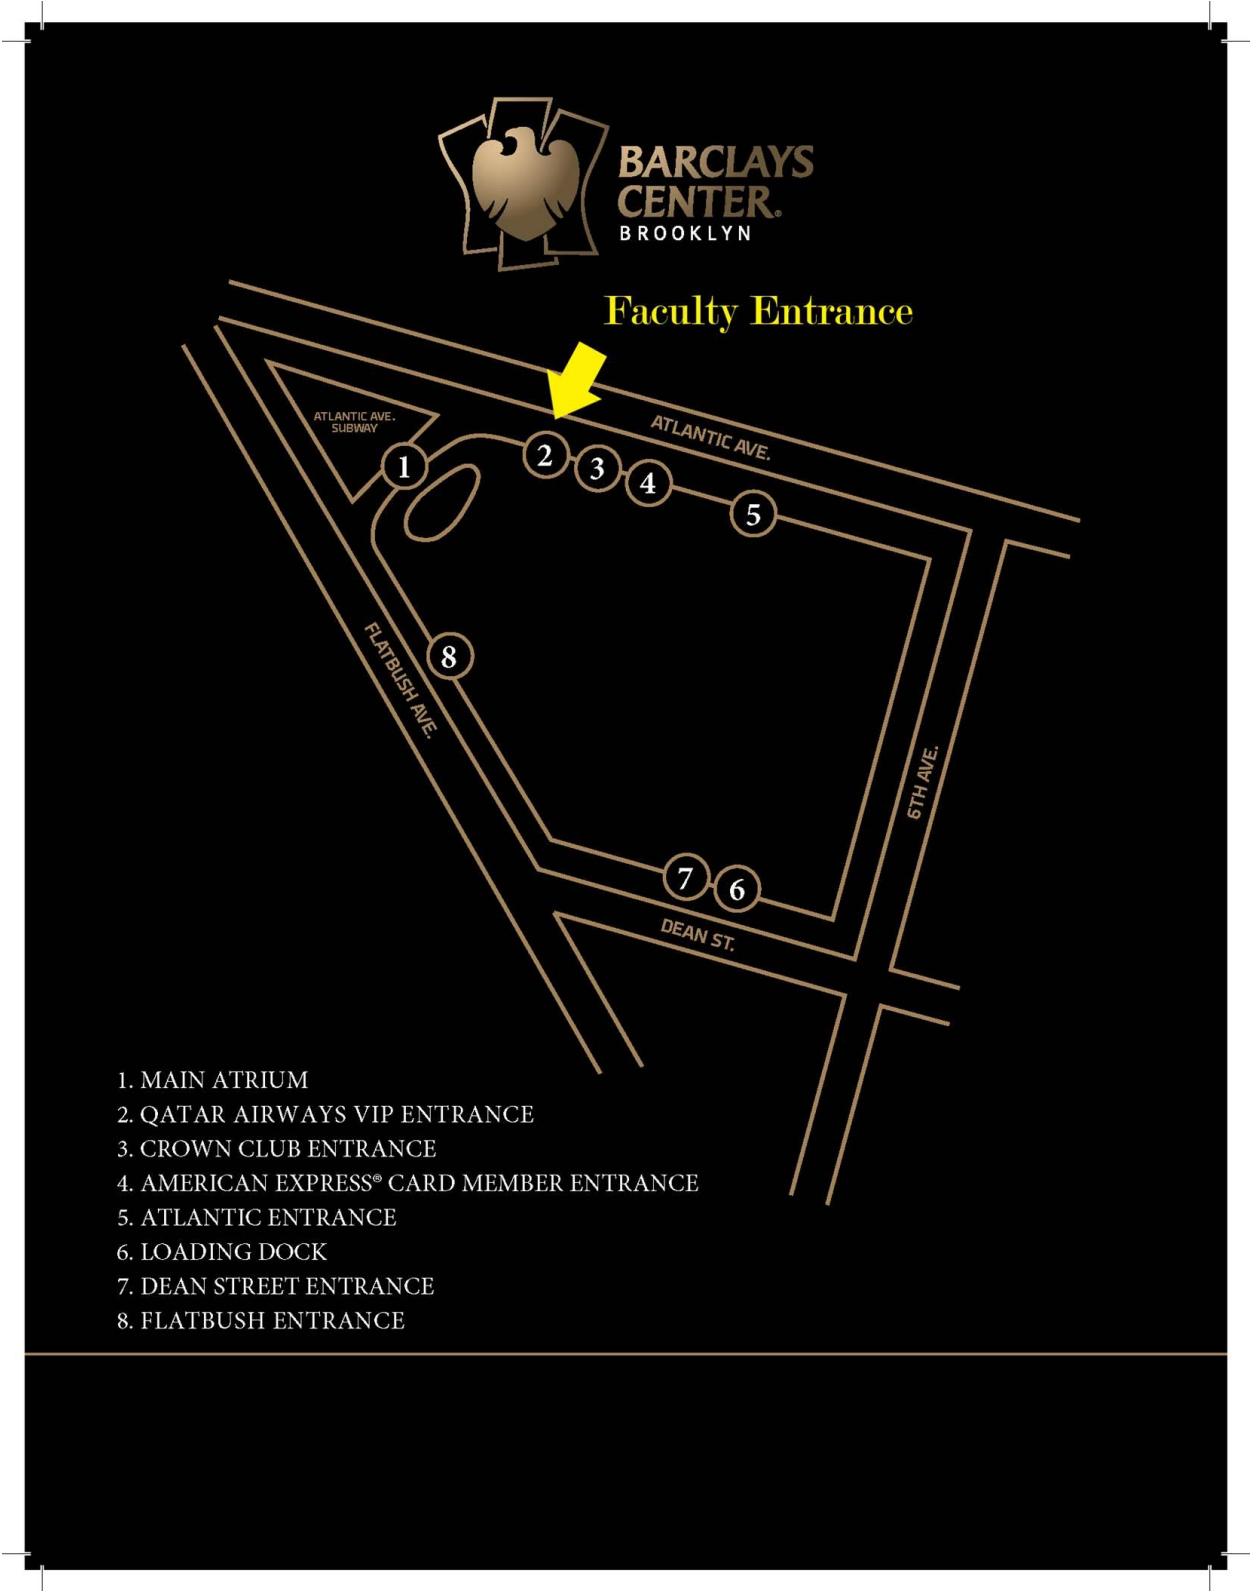 BARCLAYS
CENTER®
BROOKLYN
Faculty Entrance
ATLANTIC AVE.
SUBWAY
ATLANTIC AVE.
1
2
3
4
5
8
FLATBUSH AVE.
6TH AVE.
7
6
DEAN ST.
1. MAIN ATRIUM
2. QATAR AIRWAYS VIP ENTRANCE
3. CROWN CLUB ENTRANCE
4. AMERICAN EXPRESS® CARD MEMBER ENTRANCE
5. ATLANTIC ENTRANCE
6. LOADING DOCK
7. DEAN STREET ENTRANCE
8. FLATBUSH ENTRANCE